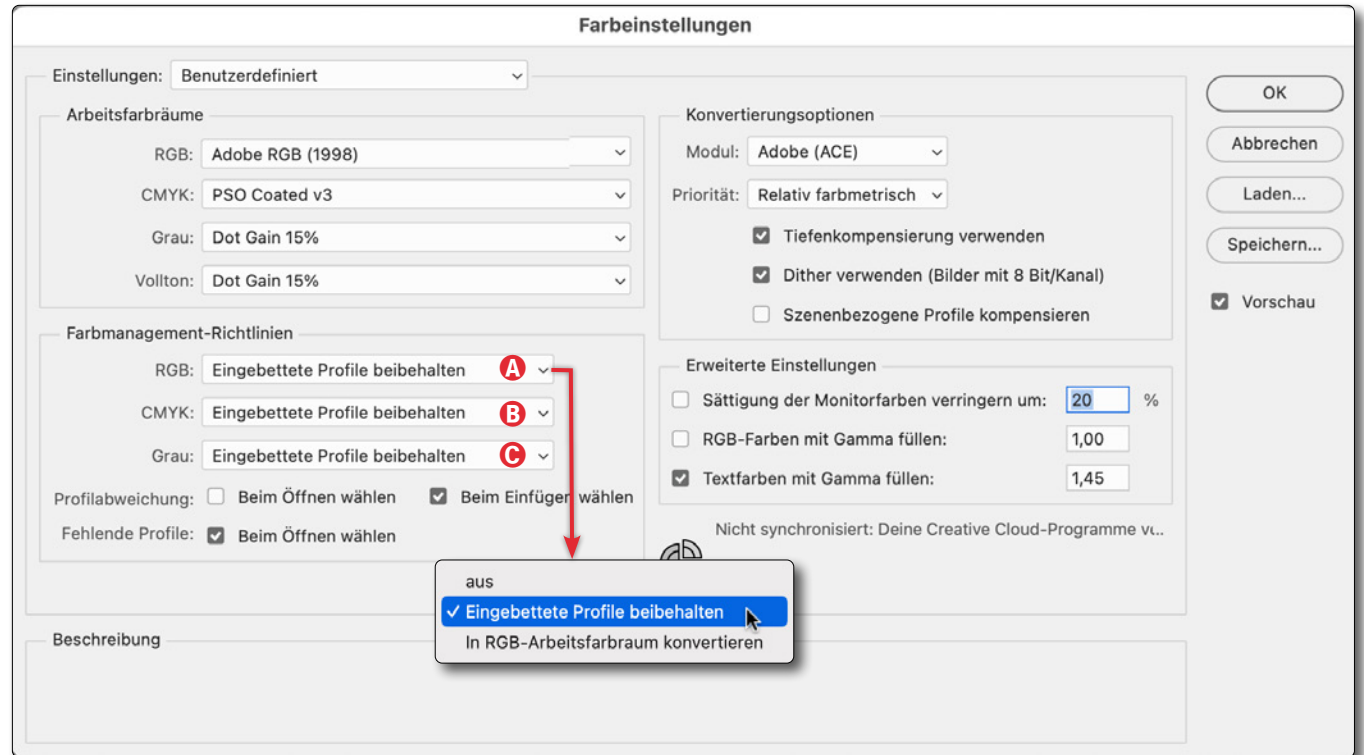 Farbeinstellungen
Einstellungen: Benutzerdefiniert
Arbeitsfarbräume
RGB: Adobe RGB (1998)
CMYK: PSO Coated v3
Grau: Dot Gain 15%
Vollton: Dot Gain 15%
Farbmanagement-Richtlinien
RGB: Eingebettete Profile beibehalten A
CMYK: Eingebettete Profile beibehalten B
Grau: Eingebettete Profile beibehalten C
Profilabweichung: Beim Öffnen wählen Beim Einfügen wählen
Fehlende Profile: Beim Öffnen wählen
aus
Eingebettete Profile beibehalten
In RGB-Arbeitsfarbraum konvertieren
Konvertierungsoptionen
Modul: Adobe (ACE)
Priorität: Relativ farbmetrisch
Tiefenkompensierung verwenden
Dither verwenden (Bilder mit 8 Bit/Kanal)
Szenenbezogene Profile kompensieren
Erweiterte Einstellungen
Sättigung der Monitorfarben verringern um: 20 %
RGB-Farben mit Gamma füllen: 1,00
Textfarben mit Gamma füllen: 1,45
Nicht synchronisiert: Deine Creative Cloud-Programme
OK
Abbrechen
Laden...
Speichern...
Vorschau
Beschreibung